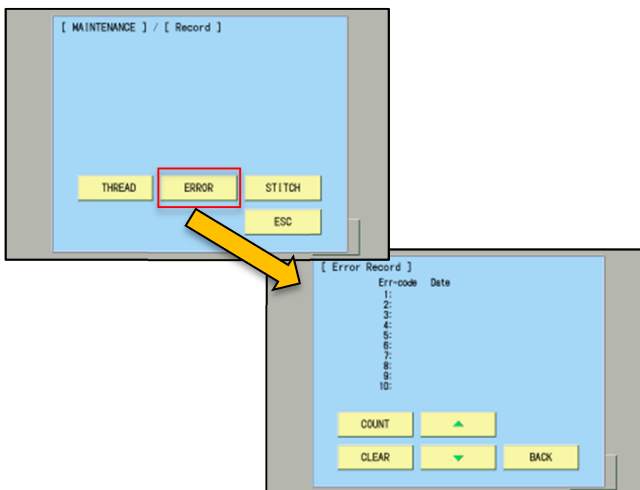 [ MAINTENANCE ] / [ Record ]
THREAD ERROR STITCH
ESC
[ Error Record ]
Err-code Date
1:
2:
3:
4:
5:
6:
7:
8:
9:
10:
COUNT
CLEAR BACK